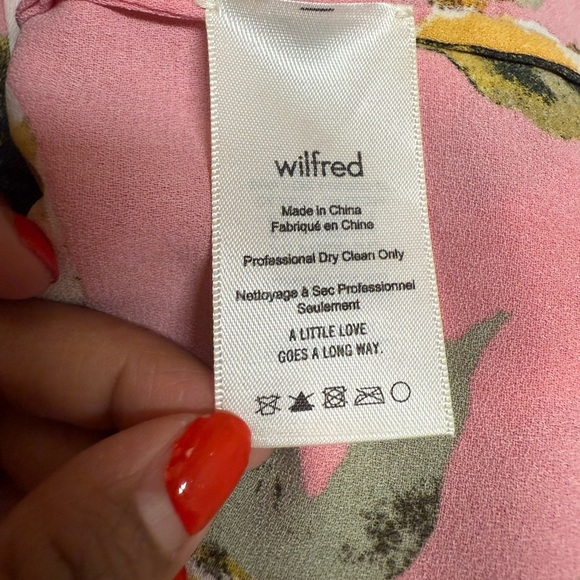 wilfred
Made in China
Fabriqué en Chine
Professional Dry Clean Only
Nettoyage à Sec Professionnel
Seulement
A LITTLE LOVE
GOES A LONG WAY.